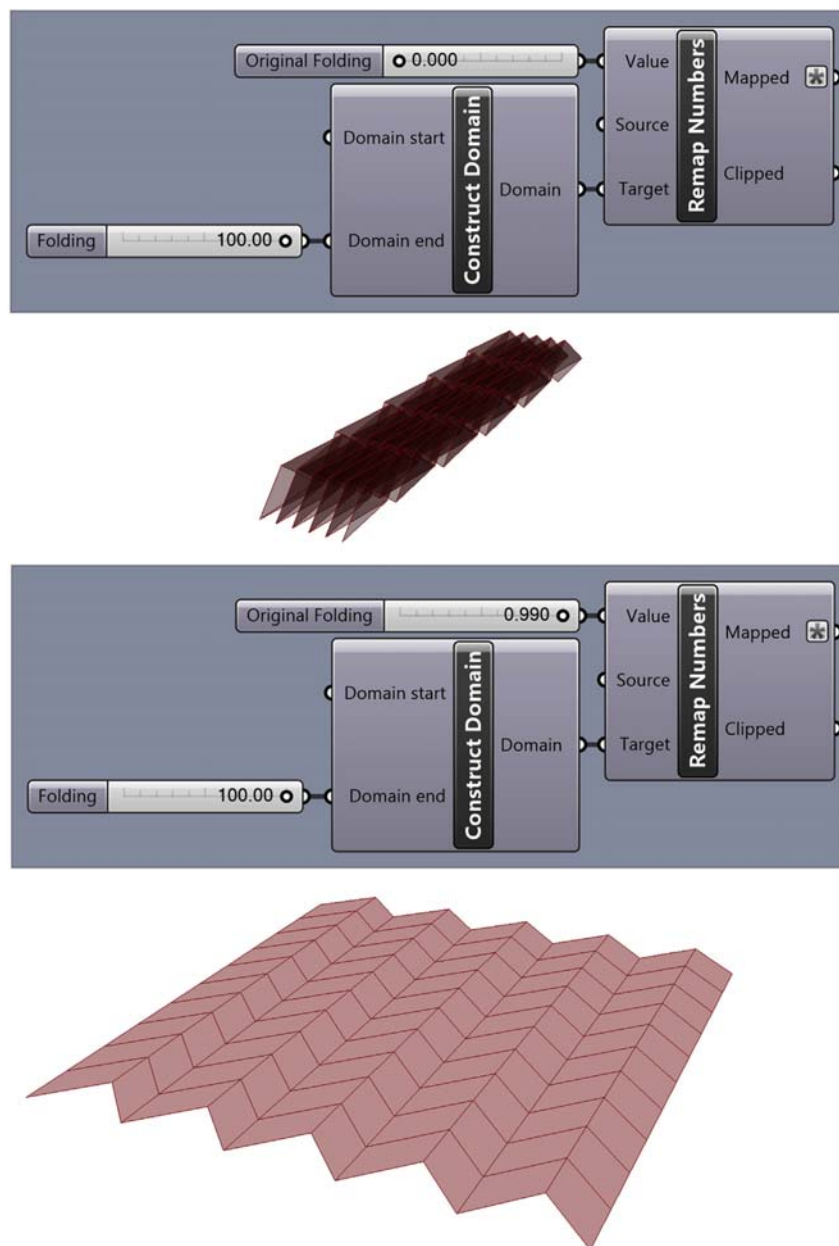 Original Folding 0.000
Value
Mapped
Domain start
Source
Construct Domain
Remap Numbers
Domain
Target
Clipped
Folding 100.00
Domain end
Original Folding 0.990
Value
Mapped
Domain start
Source
Construct Domain
Remap Numbers
Domain
Target
Clipped
Folding 100.00
Domain end